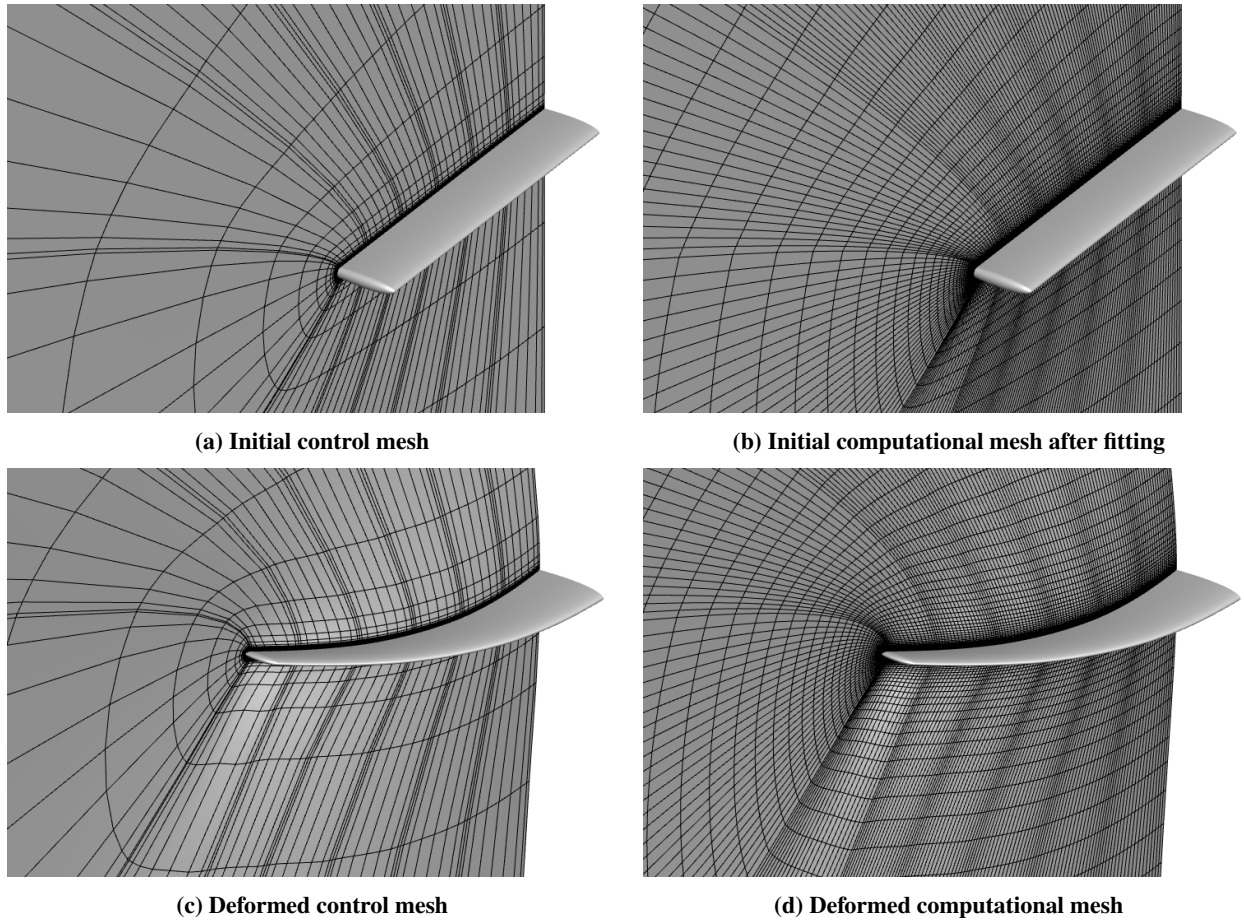 (a) Initial control mesh
(b) Initial computational mesh after fitting
(c) Deformed control mesh
(d) Deformed computational mesh